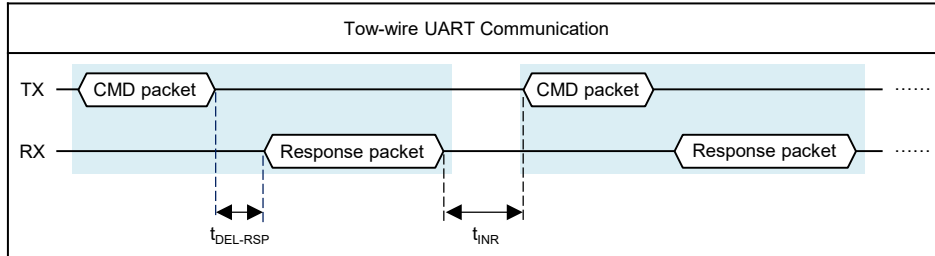 Tow-wire UART Communication
TX CMD packet CMD packet ......
RX Response packet Response packet ......
tDEL-RSP tINR